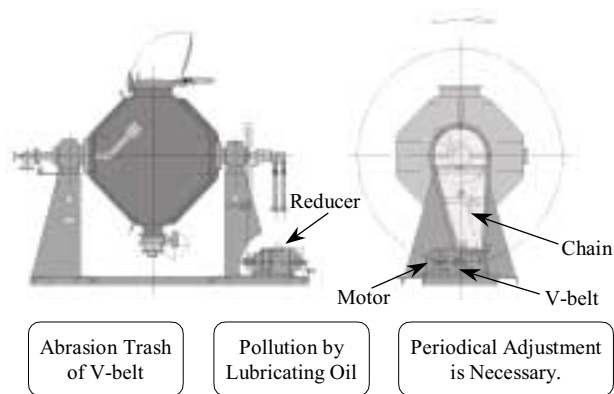 Reducer
Chain
Motor
V-belt
Abrasion Trash
of V-belt
Pollution by
Lubricating Oil
Periodical Adjustment
is Necessary.